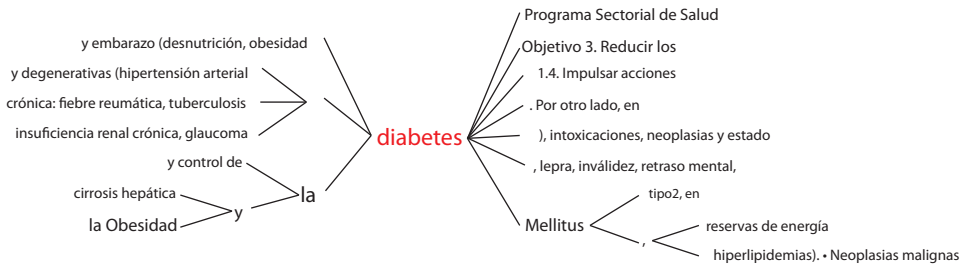 y embarazo (desnutrición, obesidad
y degenerativas (hipertensión arterial
crónica: fiebre reumática, tuberculosis
insuficiencia renal crónica, glaucoma
y control de
la
cirrosis hepática
y
la Obesidad
diabetes
Programa Sectorial de Salud
Objetivo 3. Reducir los
1.4. Impulsar acciones
. Por otro lado, en
), intoxicaciones, neoplasias y estado
, lepra, inválidez, retraso mental,
Mellitus
tipo2, en
,
reservas de energía
hiperlipidemias). • Neoplasias malignas